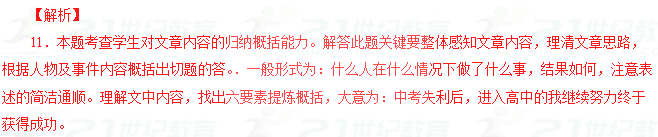 【解析】
11．本题考查学生对文章内容的归纳概括能力。解答此题关键要整体感知文章内容，理清文章思路，
根据人物及事件内容概括出切题的答。．一般形式为：什么人在什么情况下做了什么事，结果如何，注意表
述的简洁通顺。理解文中内容，找出六要素提炼概括，大意为：中考失利后，进入高中的我继续努力终于
获得成功。